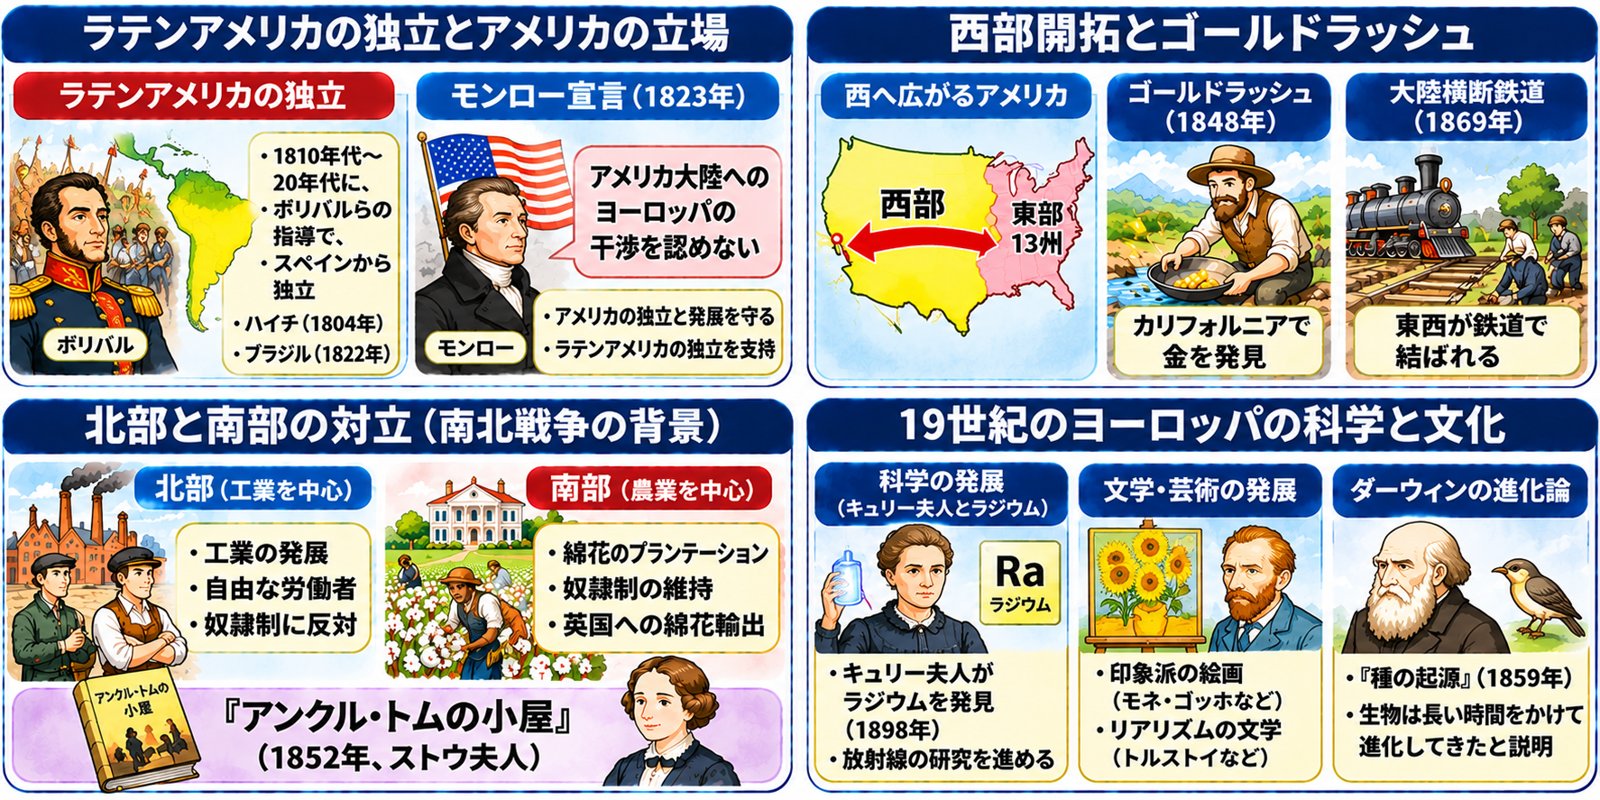 ラテンアメリカの独立とアメリカの立場
ラテンアメリカの独立
・1810年代～
20年代に、
・ボリバルらの
指導で、
・スペインから
独立
・ハイチ(1804年)
・ブラジル(1822年)
ボリバル
モンロー宣言(1823年)
アメリカ大陸への
ヨーロッパの
干渉を認めない
・アメリカの独立と発展を守る
・ラテンアメリカの独立を支持
モンロー
西部開拓とゴールドラッシュ
西へ広がるアメリカ
西部
東部
13州
ゴールドラッシュ
(1848年)
カリフォルニアで
金を発見
大陸横断鉄道
(1869年)
東西が鉄道で
結ばれる
北部と南部の対立(南北戦争の背景)
北部(工業を中心)
・工業の発展
・自由な労働者
・奴隷制に反対
南部(農業を中心)
・綿花のプランテーション
・奴隷制の維持
・英国への綿花輸出
アンクル・トムの
小屋
『アンクル・トムの小屋』
(1852年、ストウ夫人)
19世紀のヨーロッパの科学と文化
科学の発展
(キュリー夫人とラジウム)
Ra
ラジウム
・キュリー夫人が
ラジウムを発見
(1898年)
・放射線の研究を進める
文学・芸術の発展
・印象派の絵画
(モネ・ゴッホなど)
・リアリズムの文学
(トルストイなど)
ダーウィンの進化論
・『種の起源』(1859年)
・生物は長い時間をかけて
進化してきたと説明